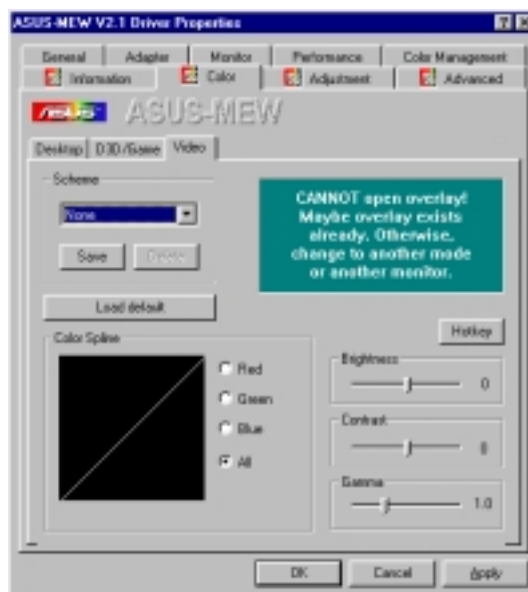 ASUS-MEW V2.1 Driver Properties
General Adapter Monitor Performance Color Management
Information Color Adjustment Advanced
ASUS ASUS-MEW
Desktop D3D/Game Video
Scheme
None
Save Delete
Load default
CANNOT open overlay!
Maybe overlay exists
already. Otherwise,
change to another mode
or another monitor.
Hotkey
Color Spline
Red
Green
Blue
All
Brightness
0
Contrast
0
Gamma
1.0
OK Cancel Apply